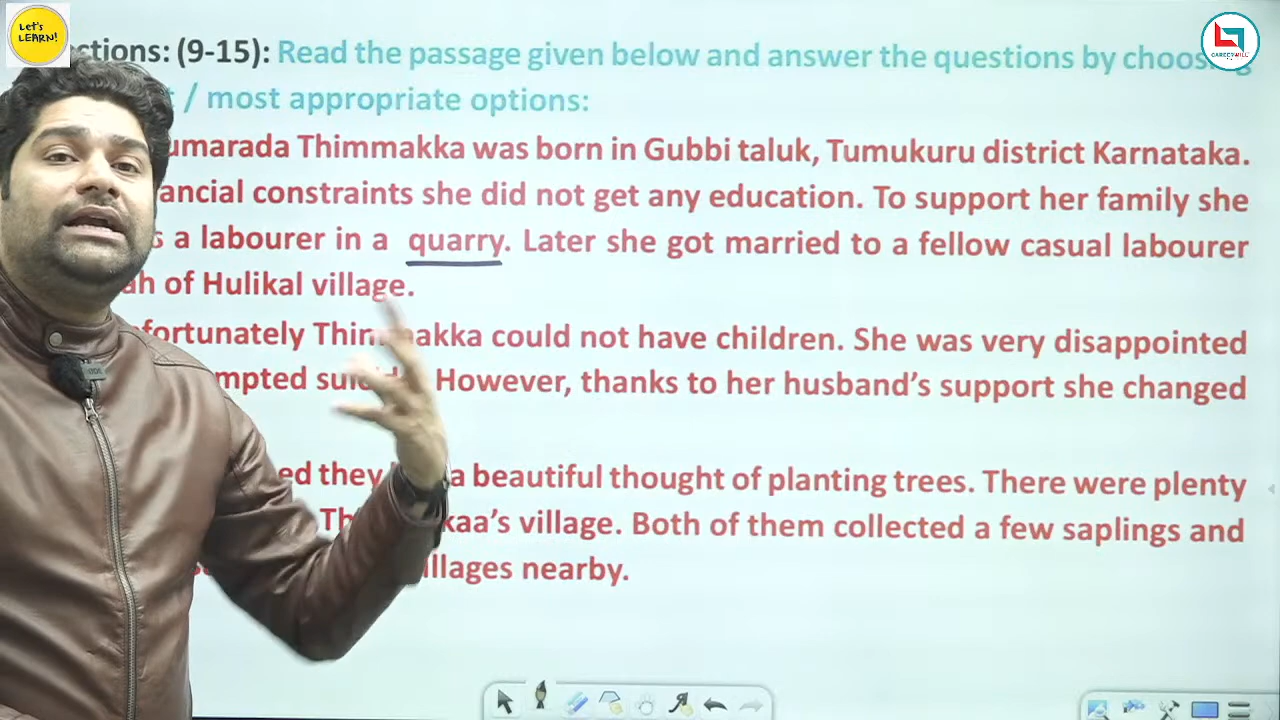 Let's
LEARN!
CAREERWILL
ctions: (9-15): Read the passage given below and answer the questions by choosing
/ most appropriate options:
umarada Thimmakka was born in Gubbi taluk, Tumukuru district Karnataka.
ancial constraints she did not get any education. To support her family she
s a labourer in a quarry. Later she got married to a fellow casual labourer
ah of Hulikal village.
fortunately Thimmakka could not have children. She was very disappointed
mpted suicide. However, thanks to her husband's support she changed
ed they a beautiful thought of planting trees. There were plenty
Th kaa's village. Both of them collected a few saplings and
illages nearby.